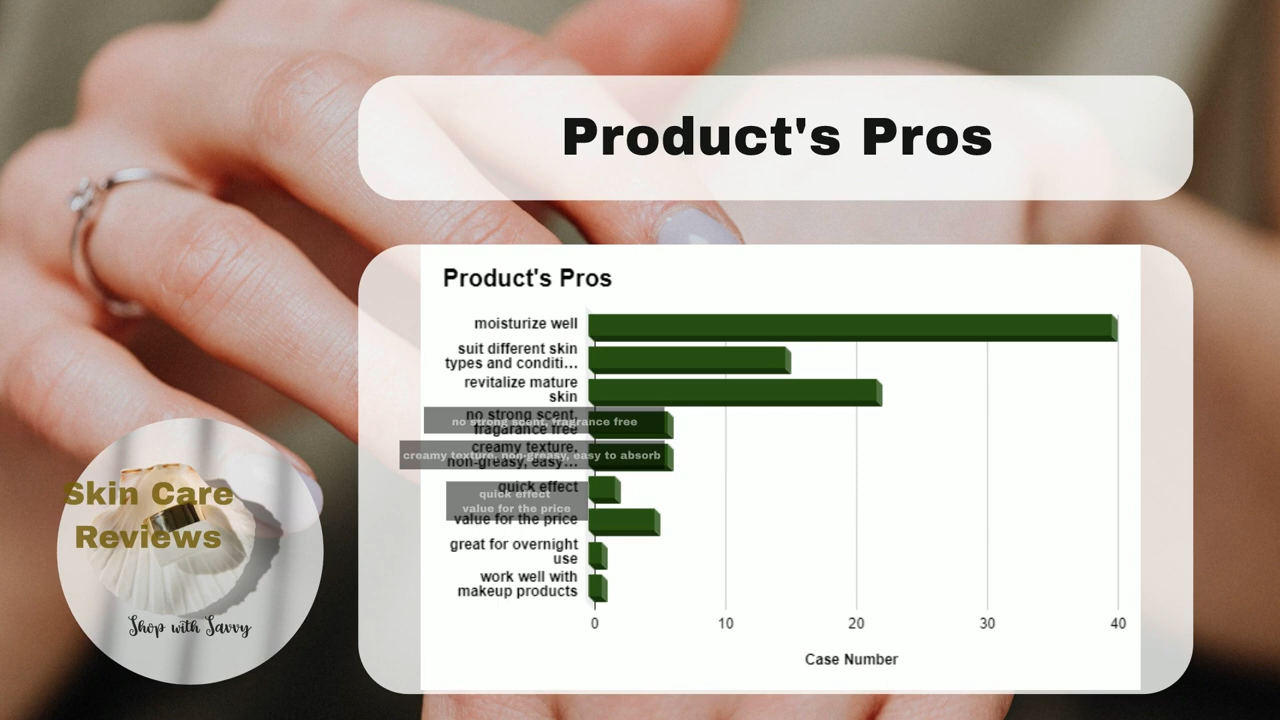 Product's Pros
Product's Pros
moisturize well
suit different skin
types and conditi...
revitalize mature
skin
no strong scent,
fragarance free
no strong scent, fragrance free
creamy texture,
non-greasy, easy...
creamy texture, non-greasy, easy to absorb
quick effect
quick effect
value for the price
value for the price
great for overnight
use
work well with
makeup products
0 10 20 30 40
Case Number
Skin Care
Reviews
Shop with Savvy